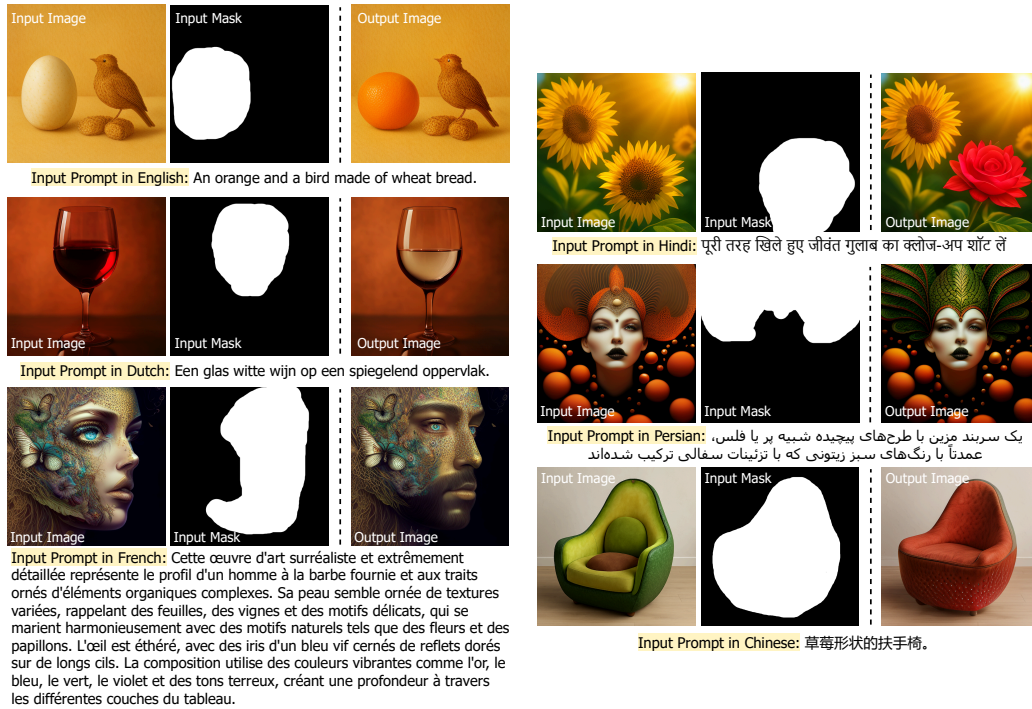 Input Image
Input Mask
Output Image
Input Prompt in English: An orange and a bird made of wheat bread.
Input Image
Input Mask
Output Image
Input Prompt in Dutch: Een glas witte wijn op een spiegelend oppervlak.
Input Image
Input Mask
Output Image
Input Prompt in French: Cette œuvre d'art surréaliste et extrêmement
détaillée représente le profil d'un homme à la barbe fournie et aux traits
ornés d'éléments organiques complexes. Sa peau semble ornée de textures
variées, rappelant des feuilles, des vignes et des motifs délicats, qui se
marient harmonieusement avec des motifs naturels tels que des fleurs et des
papillons. L'œil est éthéré, avec des iris d'un bleu vif cernés de reflets dorés
sur de longs cils. La composition utilise des couleurs vibrantes comme l'or, le
bleu, le vert, le violet et des tons terreux, créant une profondeur à travers
les différentes couches du tableau.
Input Image
Input Mask
Output Image
Input Prompt in Hindi: पूरी तरह खिले हुए जीवंत गुलाब का क्लोज-अप शॉट लें
Input Image
Input Mask
Output Image
Input Prompt in Persian: یک سربند مزین با طرح‌های پیچیده شبیه پر یا فلس،
عمدتاً با رنگ‌های سبز زیتونی که با تزئینات سفالی ترکیب شده‌اند
Input Image
Input Mask
Output Image
Input Prompt in Chinese: 草莓形状的扶手椅。